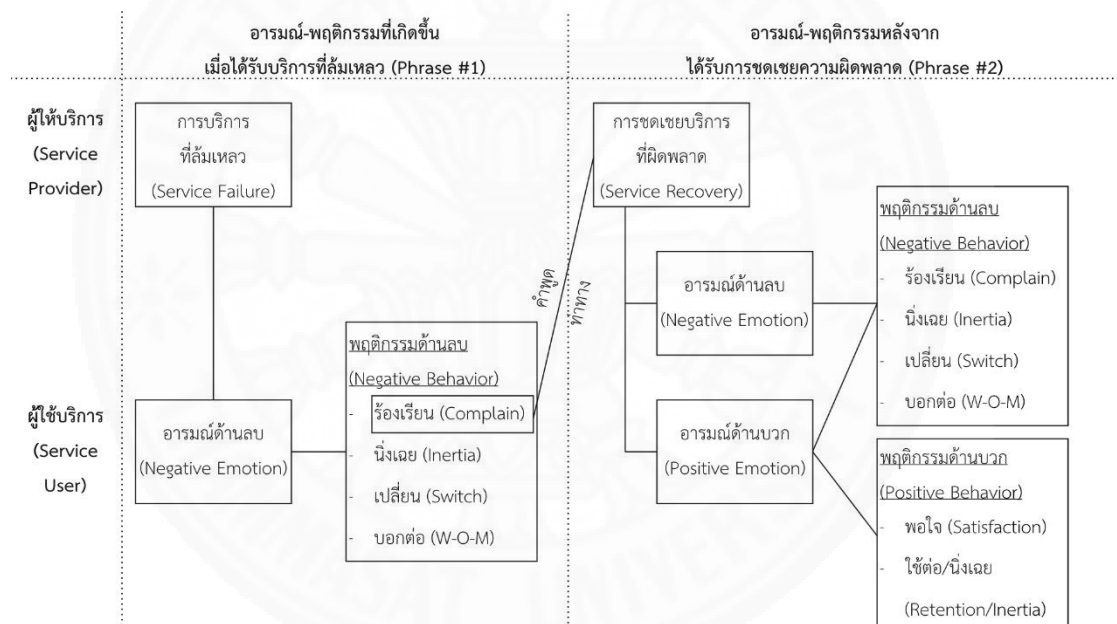 อารมณ์-พฤติกรรมที่เกิดขึ้น
เมื่อได้รับบริการที่ล้มเหลว (Phrase #1)
อารมณ์-พฤติกรรมหลังจาก
ได้รับการชดเชยความผิดพลาด (Phrase #2)
ผู้ให้บริการ
(Service
Provider)
การบริการ
ที่ล้มเหลว
(Service Failure)
ผู้ใช้บริการ
(Service
User)
อารมณ์ด้านลบ
(Negative Emotion)
พฤติกรรมด้านลบ
(Negative Behavior)
- ร้องเรียน (Complain)
- นิ่งเฉย (Inertia)
- เปลี่ยน (Switch)
- บอกต่อ (W-O-M)
คำพูด
ท่าทาง
การชดเชยบริการ
ที่ผิดพลาด
(Service Recovery)
อารมณ์ด้านลบ
(Negative Emotion)
อารมณ์ด้านบวก
(Positive Emotion)
พฤติกรรมด้านลบ
(Negative Behavior)
- ร้องเรียน (Complain)
- นิ่งเฉย (Inertia)
- เปลี่ยน (Switch)
- บอกต่อ (W-O-M)
พฤติกรรมด้านบวก
(Positive Behavior)
- พอใจ (Satisfaction)
- ใช้ต่อ/นิ่งเฉย
(Retention/Inertia)